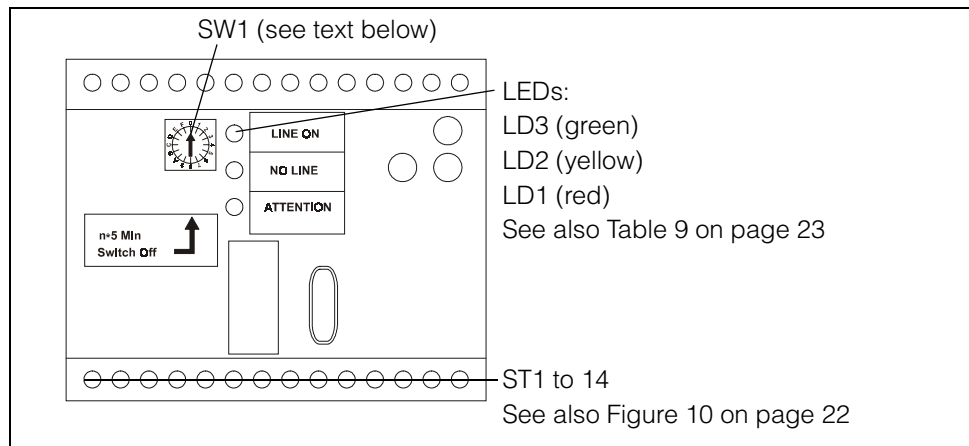 SW1 (see text below)
LEDs:
LD3 (green)
LD2 (yellow)
LD1 (red)
See also Table 9 on page 23
LINE ON
NO LINE
ATTENTION
n*5 Min
Switch Off
ST1 to 14
See also Figure 10 on page 22